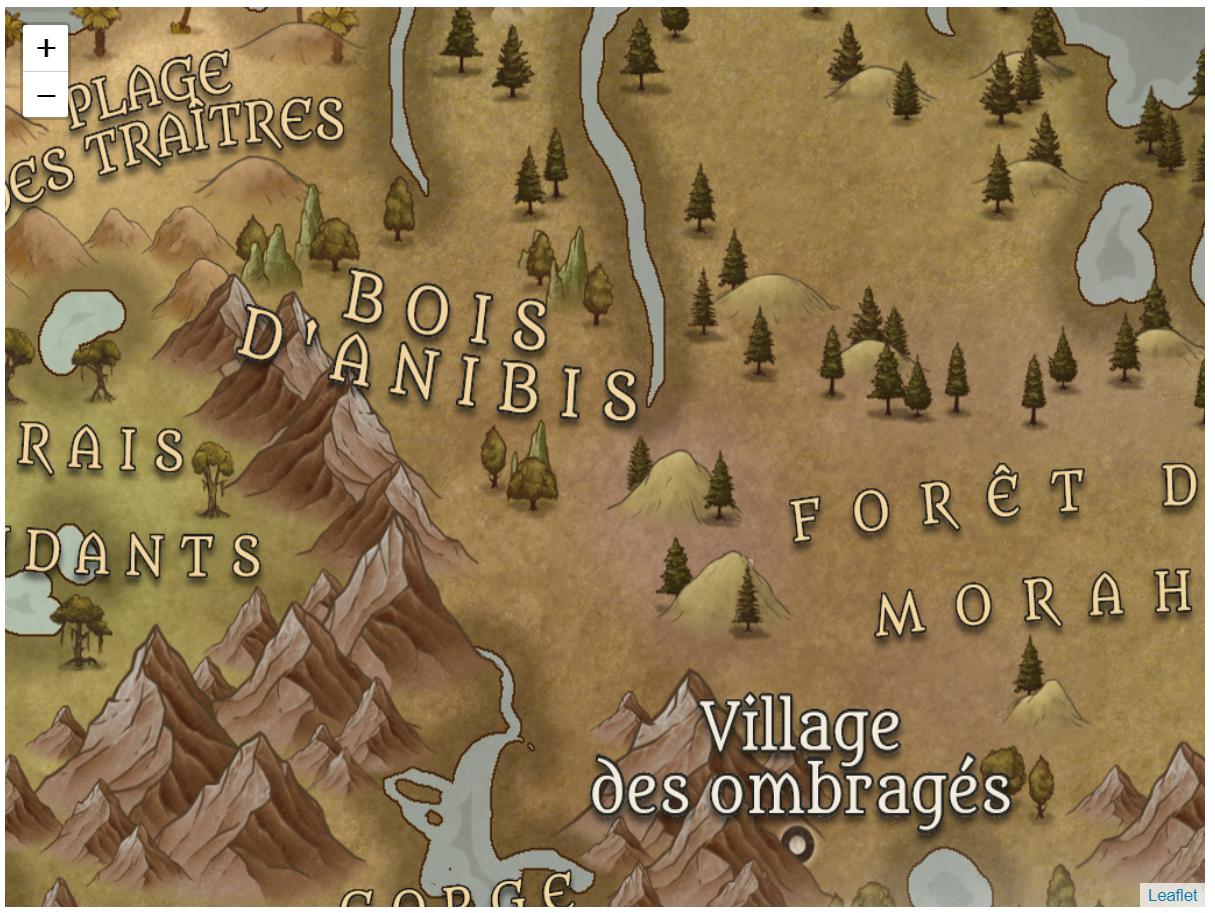 +
−
PLAGE
DES TRAÎTRES
BOIS
D'ANIBIS
RAIS
DANTS
FORÊT D
MORAH
Village
des ombragés
GORGE
Leaflet